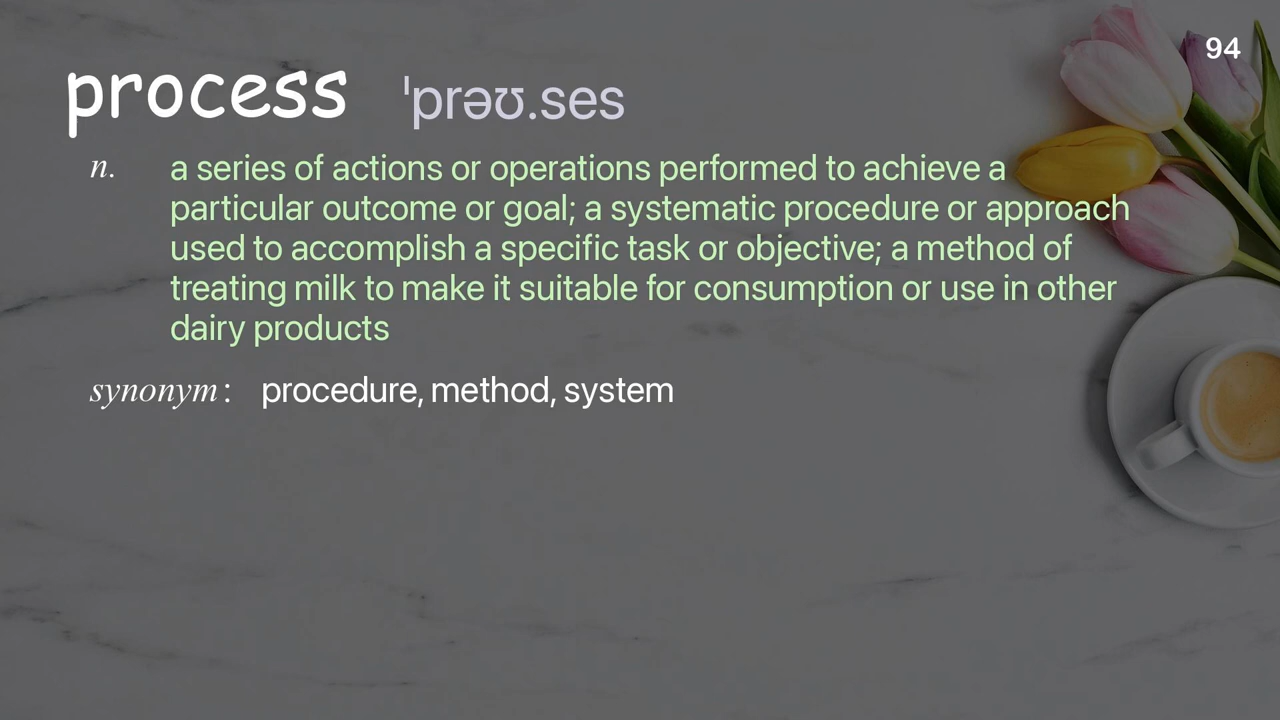 94
process ˈprəʊ.ses
n. a series of actions or operations performed to achieve a
particular outcome or goal; a systematic procedure or approach
used to accomplish a specific task or objective; a method of
treating milk to make it suitable for consumption or use in other
dairy products
synonym: procedure, method, system